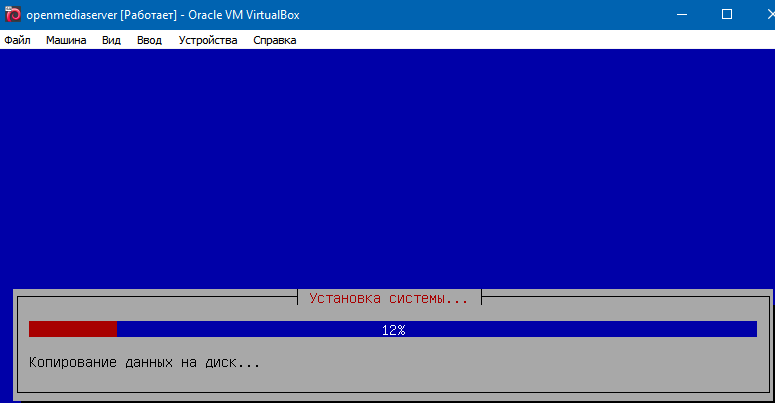 openmediaserver [Работает] - Oracle VM VirtualBox
Файл Машина Вид Ввод Устройства Справка
Установка системы...
12%
Копирование данных на диск...